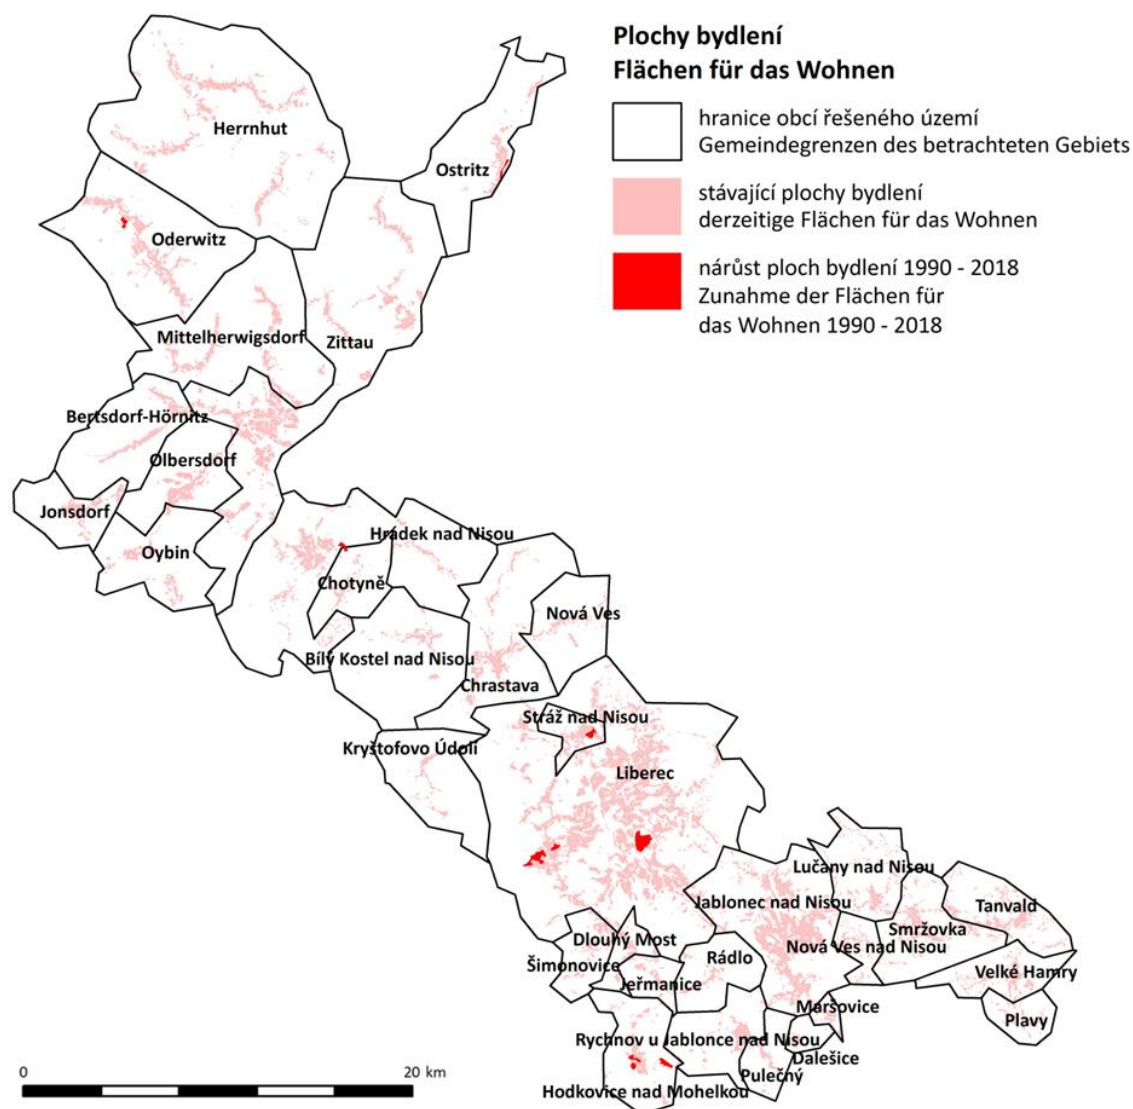 Plochy bydlení
Flächen für das Wohnen
hranice obcí řešeného území
Gemeindegrenzen des betrachteten Gebiets
stávající plochy bydlení
derzeitige Flächen für das Wohnen
nárůst ploch bydlení 1990 - 2018
Zunahme der Flächen für
das Wohnen 1990 - 2018
Herrnhut
Ostritz
Oderwitz
Mittelherwigsdorf
Zittau
Bertsdorf-Hörnitz
Olbersdorf
Jonsdorf
Oybin
Hrádek nad Nisou
Chotyně
Nová Ves
Bílý Kostel nad Nisou
Chrastava
Stráž nad Nisou
Kryštofovo Údolí
Liberec
Lučany nad Nisou
Jablonec nad Nisou
Tanvald
Smržovka
Dlouhý Most
Nová Ves nad Nisou
Šimonovice
Rádlo
Velké Hamry
Jeřmanice
Maršovice
Plavy
Rychnov u Jablonce nad Nisou
Dalešice
Pulečný
Hodkovice nad Mohelkou
0
20 km